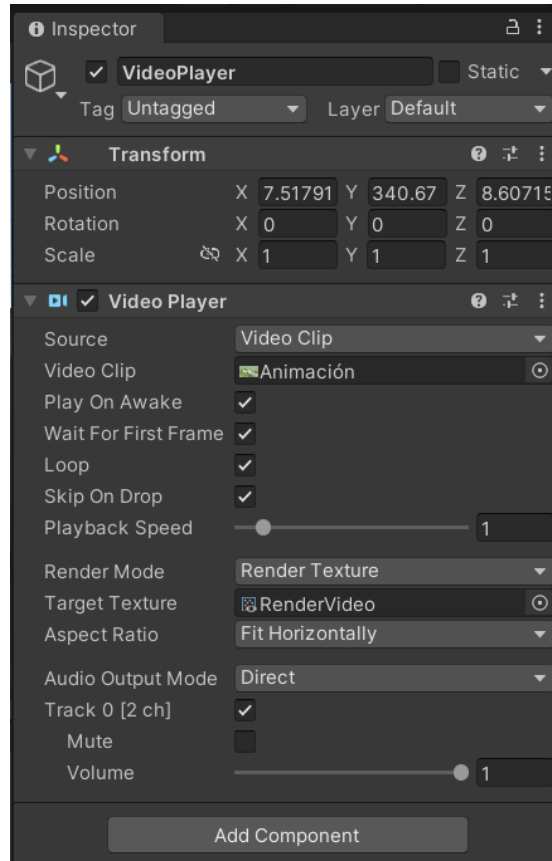 Inspector
VideoPlayer Static
Tag Untagged Layer Default
Transform
Position X 7.51791 Y 340.67 Z 8.60715
Rotation X 0 Y 0 Z 0
Scale X 1 Y 1 Z 1
Video Player
Source Video Clip
Video Clip Animación
Play On Awake
Wait For First Frame
Loop
Skip On Drop
Playback Speed 1
Render Mode Render Texture
Target Texture RenderVideo
Aspect Ratio Fit Horizontally
Audio Output Mode Direct
Track 0 [2 ch]
Mute
Volume 1
Add Component